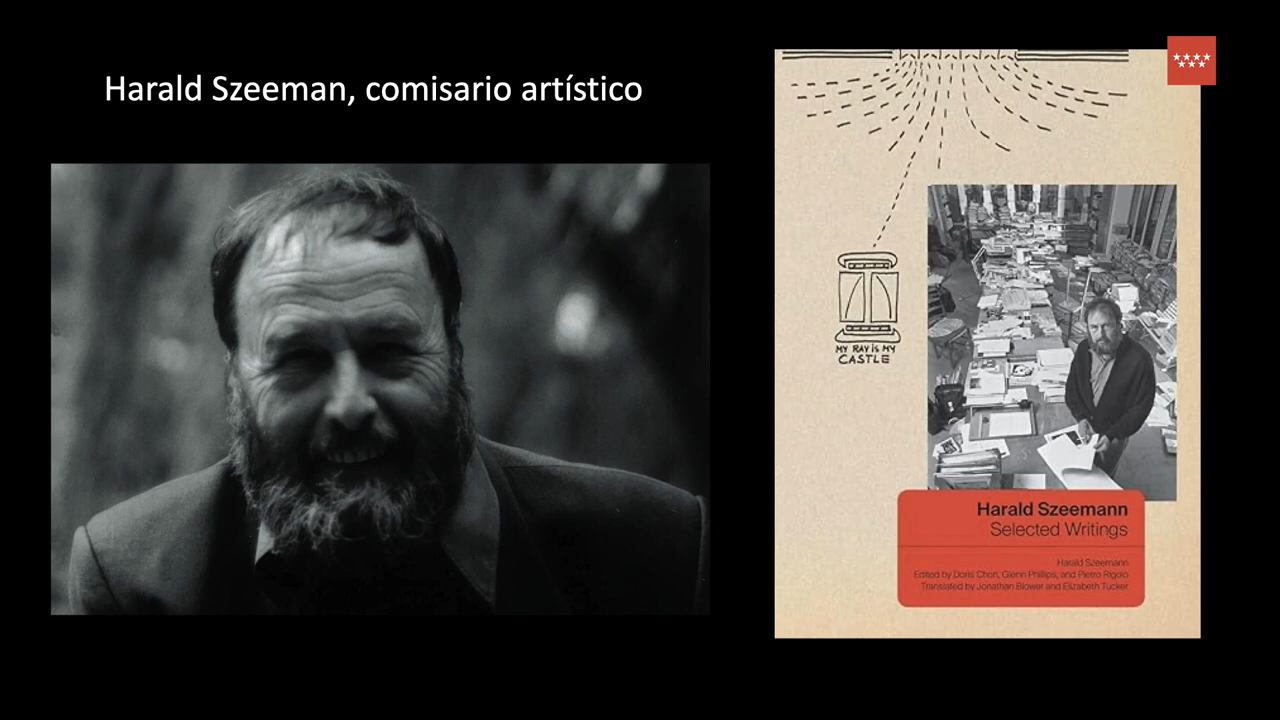 Harald Szeeman, comisario artístico
MY RAY iS MY
CASTLE
Harald Szeemann
Selected Writings
Harald Szeemann
Edited by Doris Chon, Glenn Phillips, and Pietro Rigolo
Translated by Jonathan Blower and Elizabeth Tucker